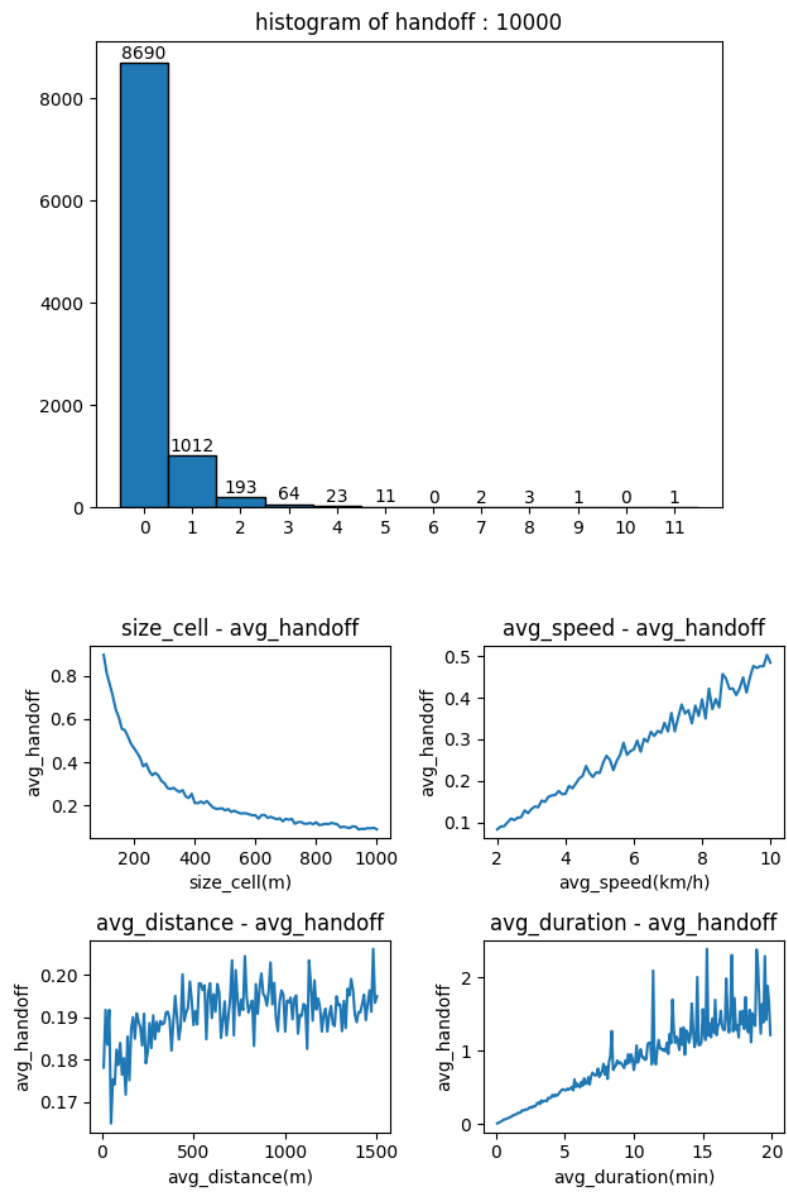 histogram of handoff : 10000
8690
8000
6000
4000
2000
1012
193
64
23
11
0
2
3
1
0
1
0
0 1 2 3 4 5 6 7 8 9 10 11
size_cell - avg_handoff
avg_handoff
0.8
0.6
0.4
0.2
200 400 600 800 1000
size_cell(m)
avg_speed - avg_handoff
avg_handoff
0.5
0.4
0.3
0.2
0.1
2 4 6 8 10
avg_speed(km/h)
avg_distance - avg_handoff
avg_handoff
0.20
0.19
0.18
0.17
0 500 1000 1500
avg_distance(m)
avg_duration - avg_handoff
avg_handoff
2
1
0
0 5 10 15 20
avg_duration(min)